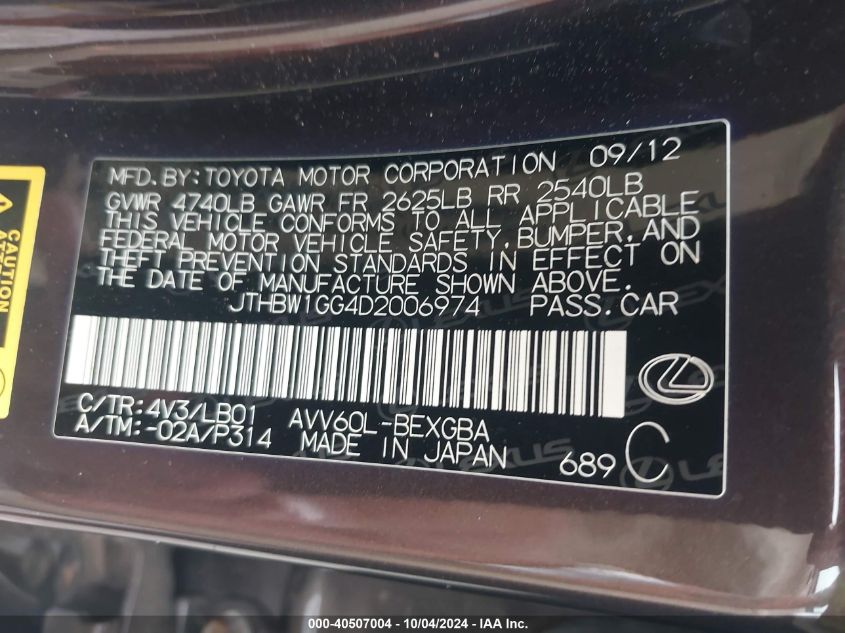 MFD.BY:TOYOTA MOTOR CORPORATION 09/12
GVWR 4740LB GAWR FR 2625LB RR 2540LB
THIS VEHICLE CONFORMS TO ALL APPLICABLE
FEDERAL MOTOR VEHICLE SAFETY,BUMPER,AND
THEFT PREVENTION STANDARDS IN EFFECT ON
THE DATE OF MANUFACTURE SHOWN ABOVE.
JTHBW1GG4D2006974 PASS.CAR
C/TR:4V3/LB01 AVV60L-BEXGBA
A/TM:-02A/P314 MADE IN JAPAN
689 C
CAUTION
000-40507004 - 10/04/2024 - IAA Inc.